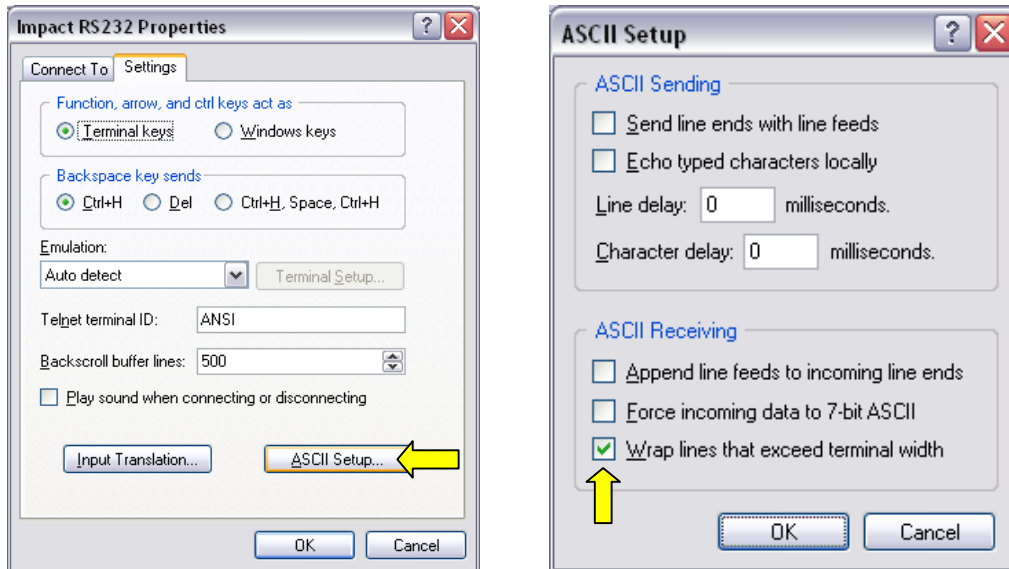 Impact RS232 Properties
Connect To
Settings
Function, arrow, and ctrl keys act as
Terminal keys
Windows keys
Backspace key sends
Ctrl+H
Del
Ctrl+H, Space, Ctrl+H
Emulation:
Auto detect
Terminal Setup...
Telnet terminal ID:
ANSI
Backscroll buffer lines:
500
Play sound when connecting or disconnecting
Input Translation...
ASCII Setup...
OK
Cancel
ASCII Setup
ASCII Sending
Send line ends with line feeds
Echo typed characters locally
Line delay:
0
milliseconds.
Character delay:
0
milliseconds.
ASCII Receiving
Append line feeds to incoming line ends
Force incoming data to 7-bit ASCII
Wrap lines that exceed terminal width
OK
Cancel